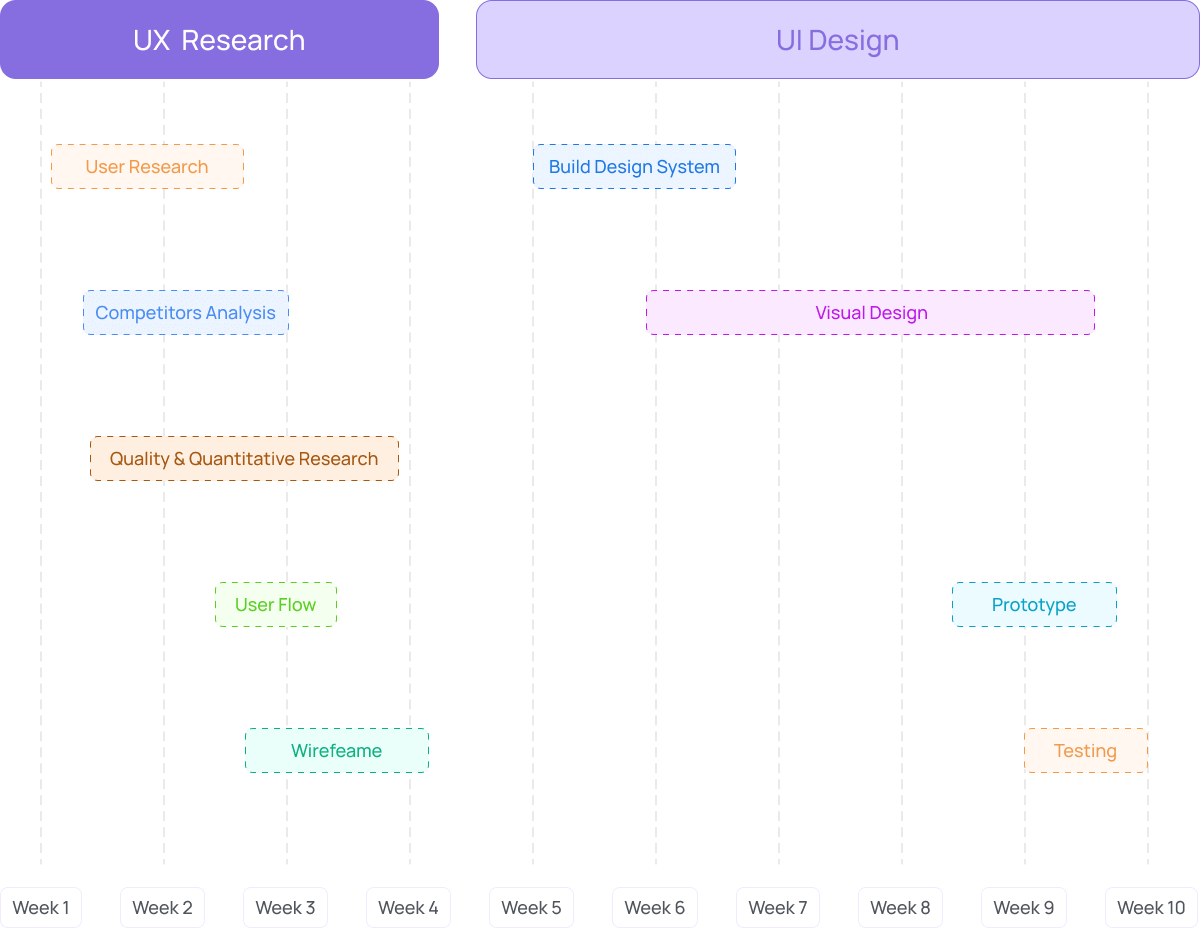 UX Research
UI Design
User Research
Build Design System
Competitors Analysis
Visual Design
Quality & Quantitative Research
User Flow
Prototype
Wirefeame
Testing
Week 1
Week 2
Week 3
Week 4
Week 5
Week 6
Week 7
Week 8
Week 9
Week 10